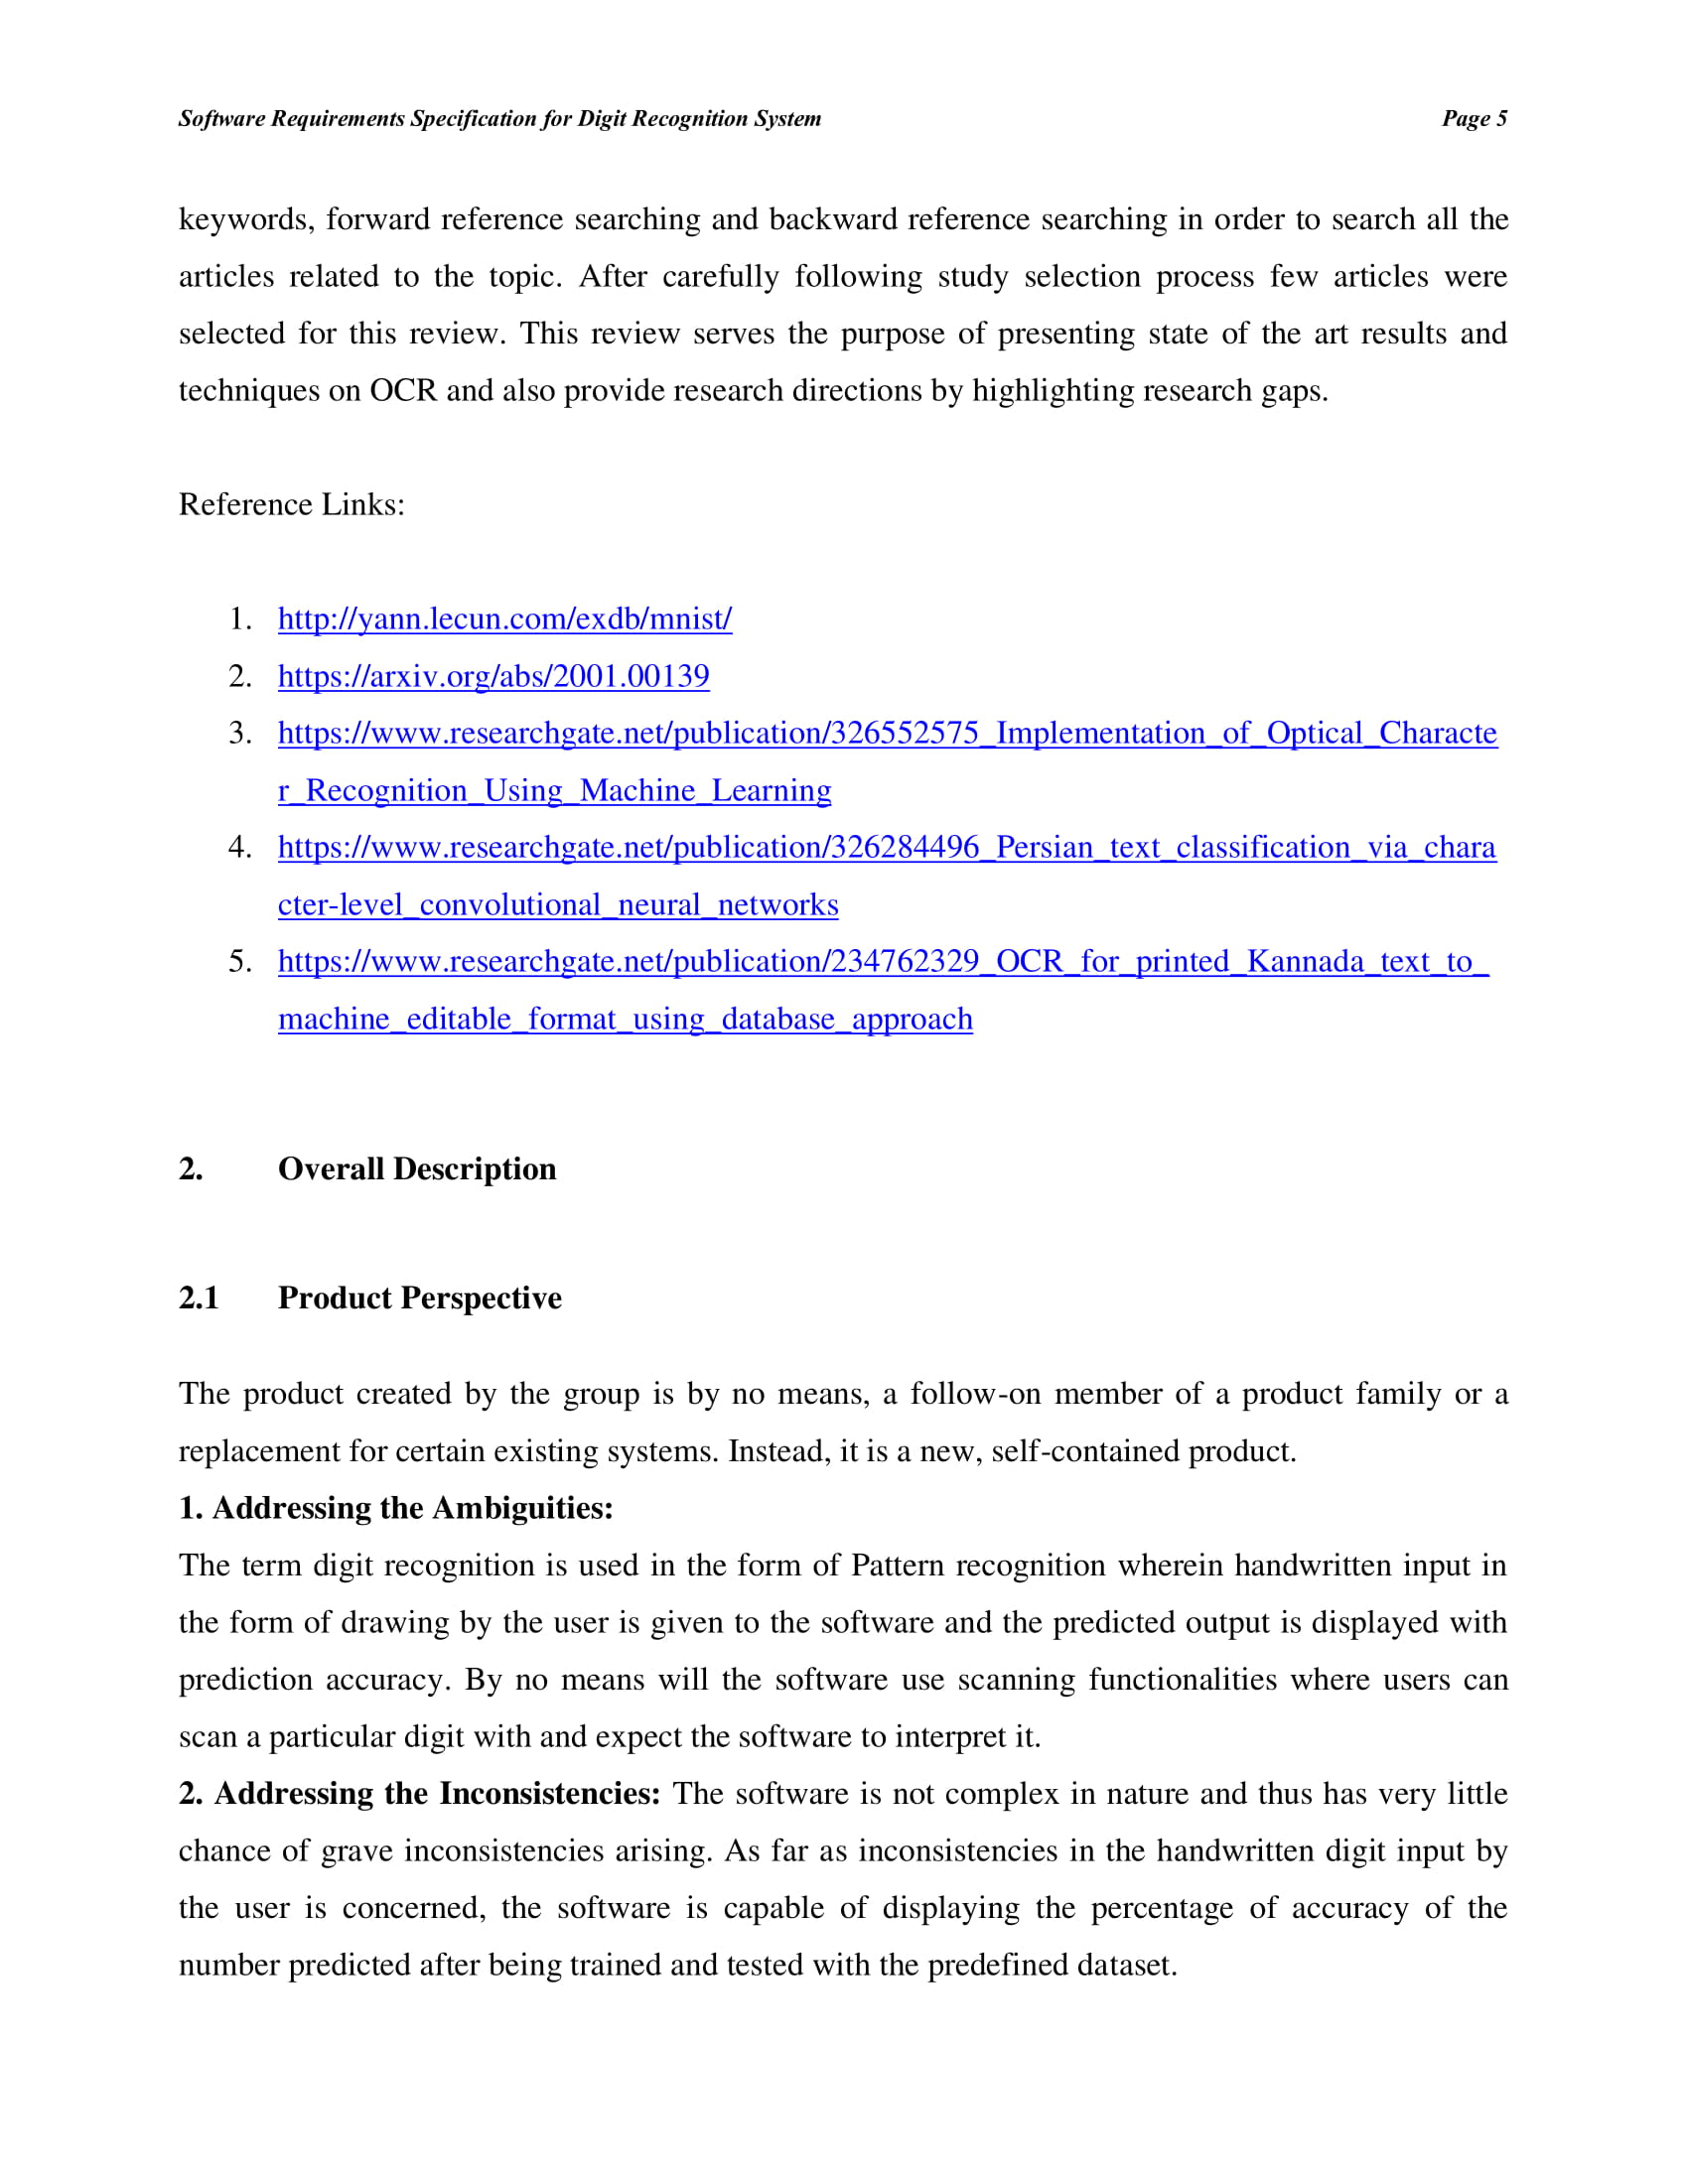 Software Requirements Specification for Digit Recognition System Page 5
keywords, forward reference searching and backward reference searching in order to search all the
articles related to the topic. After carefully following study selection process few articles were
selected for this review. This review serves the purpose of presenting state of the art results and
techniques on OCR and also provide research directions by highlighting research gaps.
Reference Links:
1. http://yann.lecun.com/exdb/mnist/
2. https://arxiv.org/abs/2001.00139
3. https://www.researchgate.net/publication/326552575_Implementation_of_Optical_Characte
r_Recognition_Using_Machine_Learning
4. https://www.researchgate.net/publication/326284496_Persian_text_classification_via_chara
cter-level_convolutional_neural_networks
5. https://www.researchgate.net/publication/234762329_OCR_for_printed_Kannada_text_to_
machine_editable_format_using_database_approach
2. Overall Description
2.1 Product Perspective
The product created by the group is by no means, a follow-on member of a product family or a
replacement for certain existing systems. Instead, it is a new, self-contained product.
1. Addressing the Ambiguities:
The term digit recognition is used in the form of Pattern recognition wherein handwritten input in
the form of drawing by the user is given to the software and the predicted output is displayed with
prediction accuracy. By no means will the software use scanning functionalities where users can
scan a particular digit with and expect the software to interpret it.
2. Addressing the Inconsistencies: The software is not complex in nature and thus has very little
chance of grave inconsistencies arising. As far as inconsistencies in the handwritten digit input by
the user is concerned, the software is capable of displaying the percentage of accuracy of the
number predicted after being trained and tested with the predefined dataset.